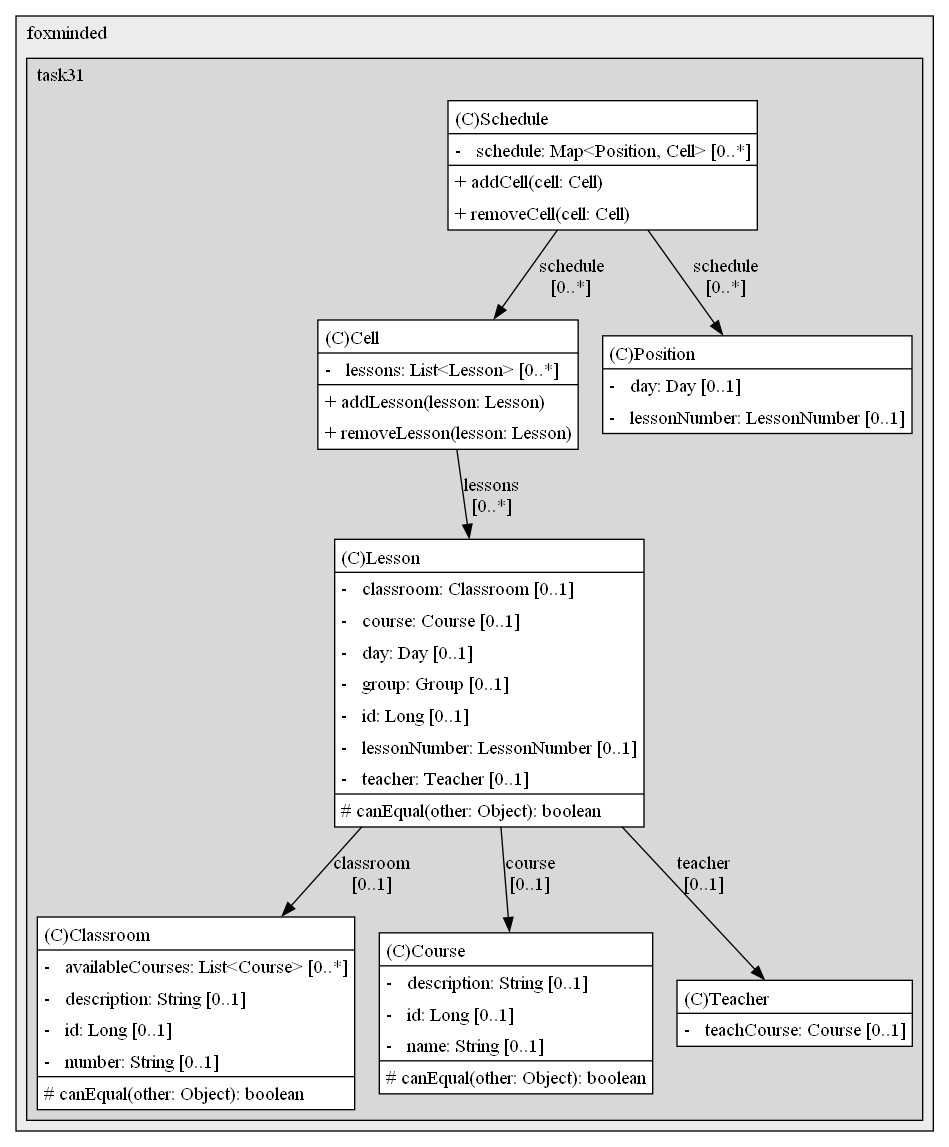 foxminded
task31
(C)Schedule
- schedule: Map<Position, Cell> [0..*]
+ addCell(cell: Cell)
+ removeCell(cell: Cell)
schedule
[0..*]
schedule
[0..*]
(C)Cell
- lessons: List<Lesson> [0..*]
+ addLesson(lesson: Lesson)
+ removeLesson(lesson: Lesson)
(C)Position
- day: Day [0..1]
- lessonNumber: LessonNumber [0..1]
lessons
[0..*]
(C)Lesson
- classroom: Classroom [0..1]
- course: Course [0..1]
- day: Day [0..1]
- group: Group [0..1]
- id: Long [0..1]
- lessonNumber: LessonNumber [0..1]
- teacher: Teacher [0..1]
# canEqual(other: Object): boolean
classroom
[0..1]
course
[0..1]
teacher
[0..1]
(C)Classroom
- availableCourses: List<Course> [0..*]
- description: String [0..1]
- id: Long [0..1]
- number: String [0..1]
# canEqual(other: Object): boolean
(C)Course
- description: String [0..1]
- id: Long [0..1]
- name: String [0..1]
# canEqual(other: Object): boolean
(C)Teacher
- teachCourse: Course [0..1]